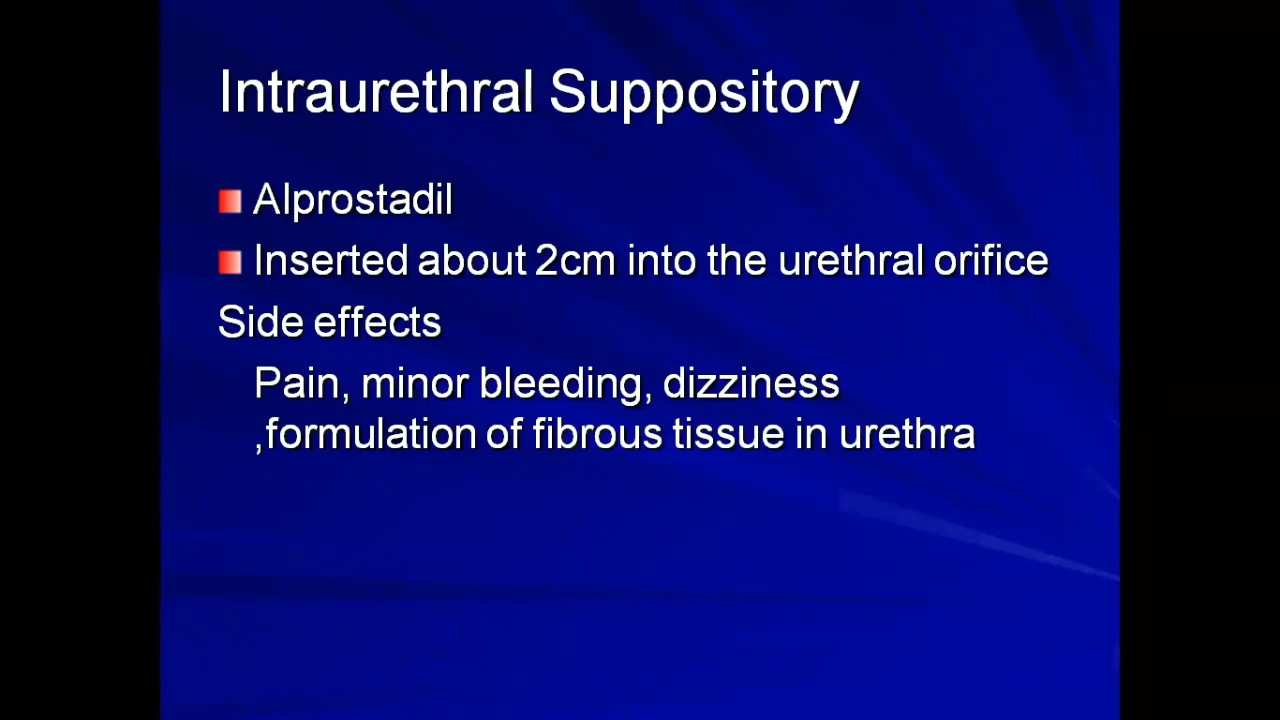 Intraurethral Suppository
Alprostadil
Inserted about 2cm into the urethral orifice
Side effects
Pain, minor bleeding, dizziness
,formulation of fibrous tissue in urethra